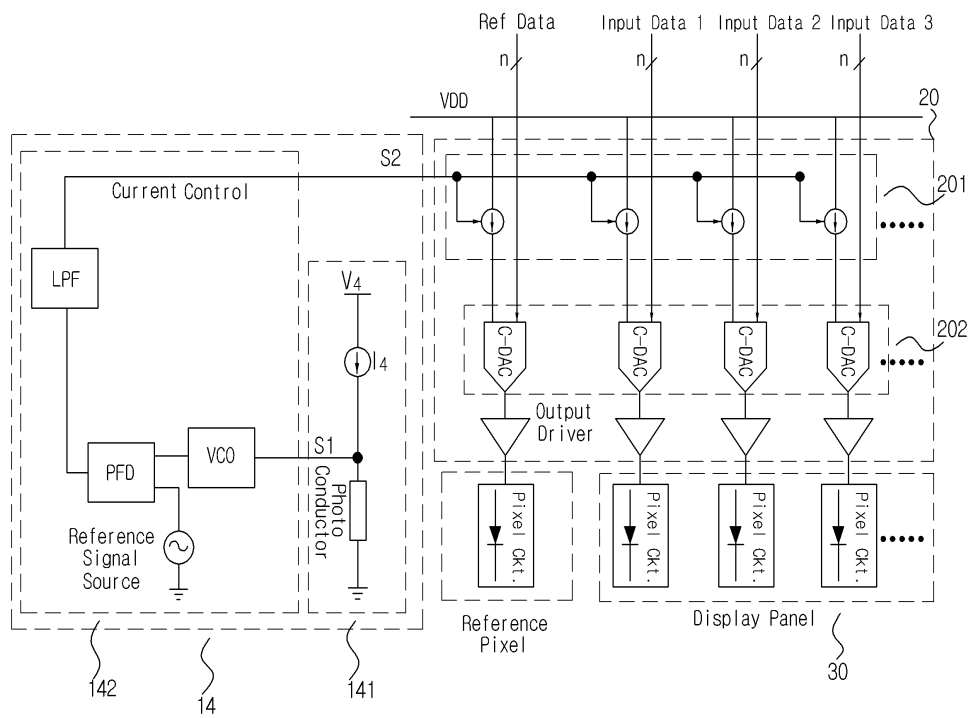 Ref Data
Input Data 1
Input Data 2
Input Data 3
n
n
n
n
VDD
20
S2
Current Control
201
LPF
V4
I4
C-DAC
C-DAC
C-DAC
C-DAC
202
Output
Driver
VCO
S1
PFD
Photo
Conductor
Pixel Ckt.
Pixel Ckt.
Pixel Ckt.
Pixel Ckt.
Reference
Signal
Source
Reference
Pixel
Display Panel
142
14
141
30